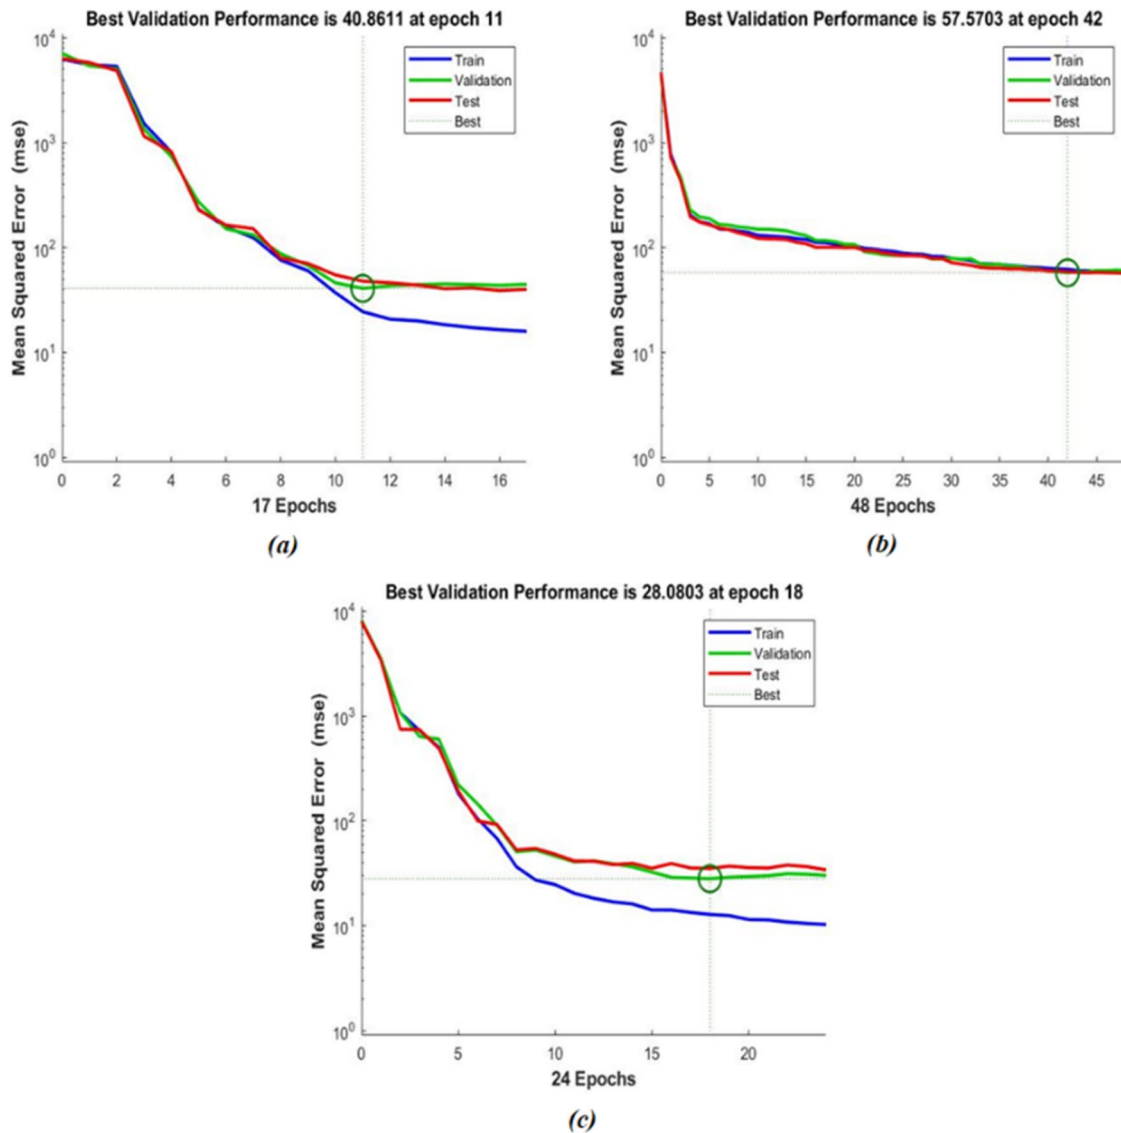 Best Validation Performance is 40.8611 at epoch 11
10^4
10^3
10^2
10^1
10^0
Mean Squared Error (mse)
Train
Validation
Test
Best
0 2 4 6 8 10 12 14 16
17 Epochs
(a)
Best Validation Performance is 57.5703 at epoch 42
10^4
10^3
10^2
10^1
10^0
Mean Squared Error (mse)
Train
Validation
Test
Best
0 5 10 15 20 25 30 35 40 45
48 Epochs
(b)
Best Validation Performance is 28.0803 at epoch 18
10^4
10^3
10^2
10^1
10^0
Mean Squared Error (mse)
Train
Validation
Test
Best
0 5 10 15 20
24 Epochs
(c)